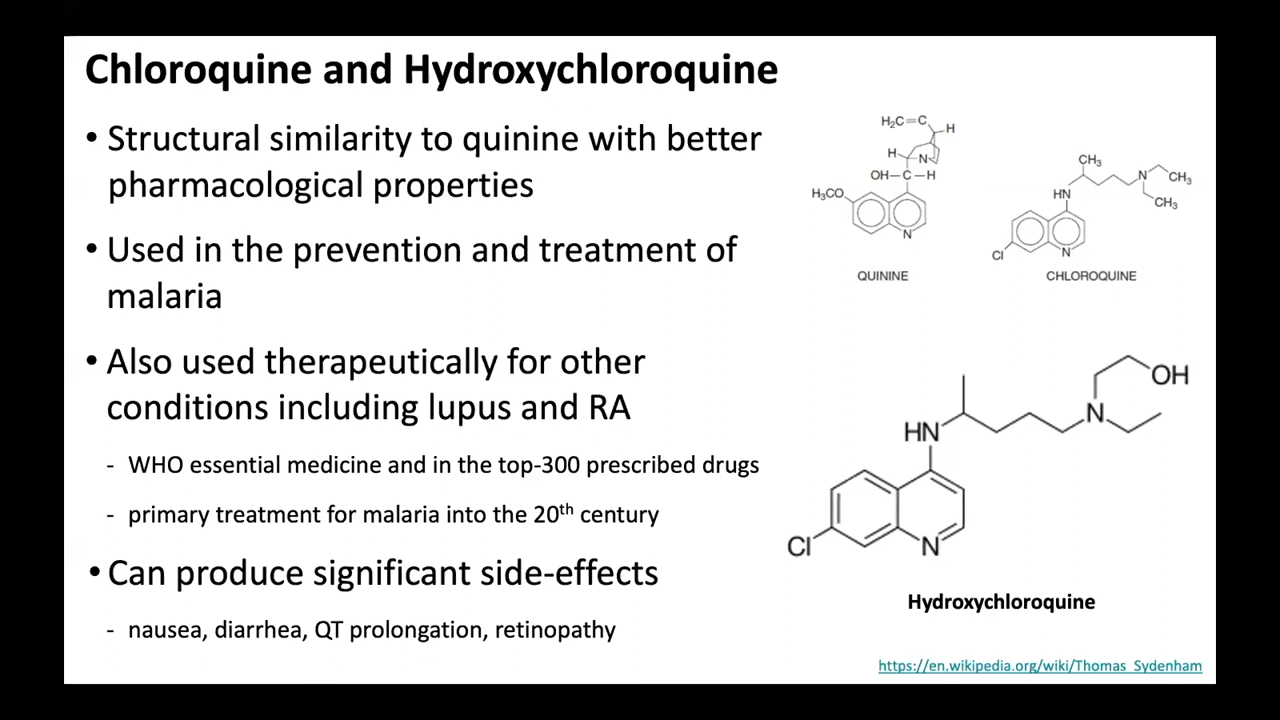 Chloroquine and Hydroxychloroquine
• Structural similarity to quinine with better
pharmacological properties
• Used in the prevention and treatment of
malaria
• Also used therapeutically for other
conditions including lupus and RA
- WHO essential medicine and in the top-300 prescribed drugs
- primary treatment for malaria into the 20th century
• Can produce significant side-effects
- nausea, diarrhea, QT prolongation, retinopathy
H₂C=C
H
H
N
OH-C-H
H₃CO
N
QUININE
CH₃
N
CH₃
HN
CH₃
Cl
N
CHLOROQUINE
OH
N
HN
Cl
N
Hydroxychloroquine
https://en.wikipedia.org/wiki/Thomas_Sydenham